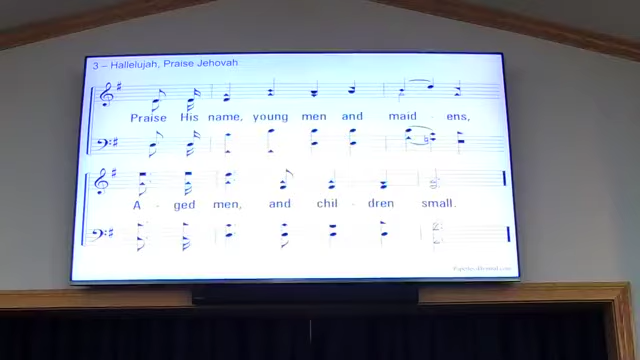 3 – Hallelujah, Praise Jehovah
Praise His name, young men and maid - ens,
A - ged men, and chil - dren small.